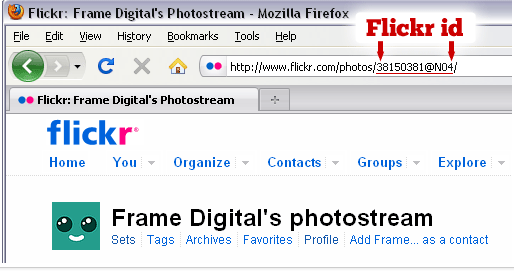 Flickr: Frame Digital's Photostream - Mozilla Firefox
Flickr id
File Edit View History Bookmarks Tools Help
http://www.flickr.com/photos/38150381@N04/
Flickr: Frame Digital's Photostream
flickr®
Home You Organize Contacts Groups Explore
Frame Digital's photostream
Sets Tags Archives Favorites Profile Add Frame... as a contact